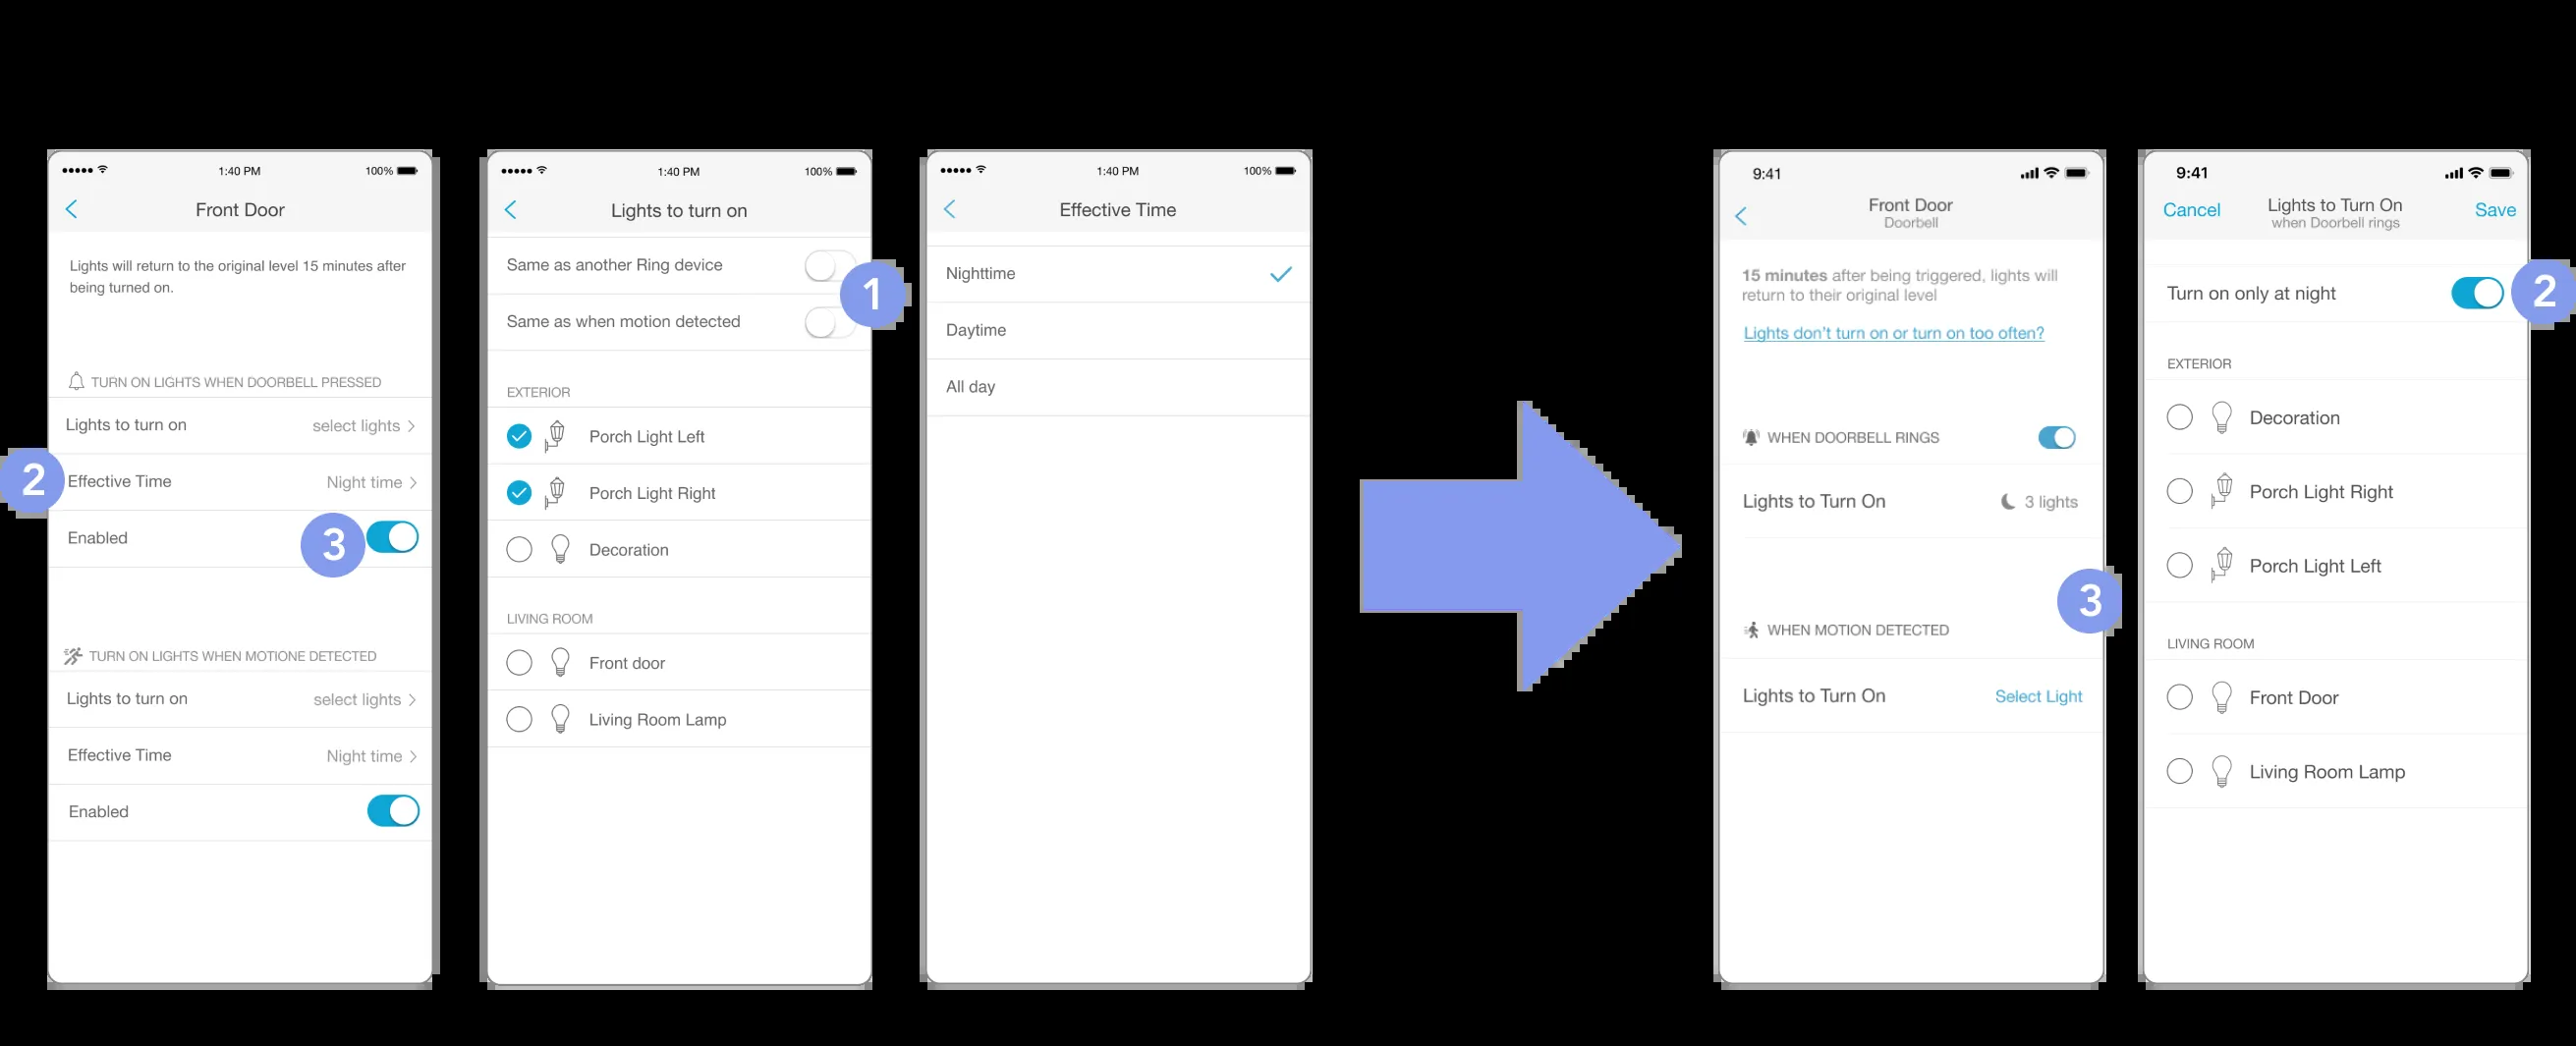 1:40 PM 100%
Front Door
Lights will return to the original level 15 minutes after
being turned on.
TURN ON LIGHTS WHEN DOORBELL PRESSED
Lights to turn on select lights
2 Effective Time Night time
Enabled 3
TURN ON LIGHTS WHEN MOTIONE DETECTED
Lights to turn on select lights
Effective Time Night time
Enabled
1:40 PM 100%
Lights to turn on
Same as another Ring device
1
Same as when motion detected
EXTERIOR
Porch Light Left
Porch Light Right
Decoration
LIVING ROOM
Front door
Living Room Lamp
1:40 PM 100%
Effective Time
Nighttime
Daytime
All day
9:41
Front Door
Doorbell
15 minutes after being triggered, lights will
return to their original level
Lights don't turn on or turn on too often?
WHEN DOORBELL RINGS
Lights to Turn On 3 lights
3
WHEN MOTION DETECTED
Lights to Turn On Select Light
9:41
Cancel Lights to Turn On Save
when Doorbell rings
Turn on only at night 2
EXTERIOR
Decoration
Porch Light Right
Porch Light Left
LIVING ROOM
Front Door
Living Room Lamp